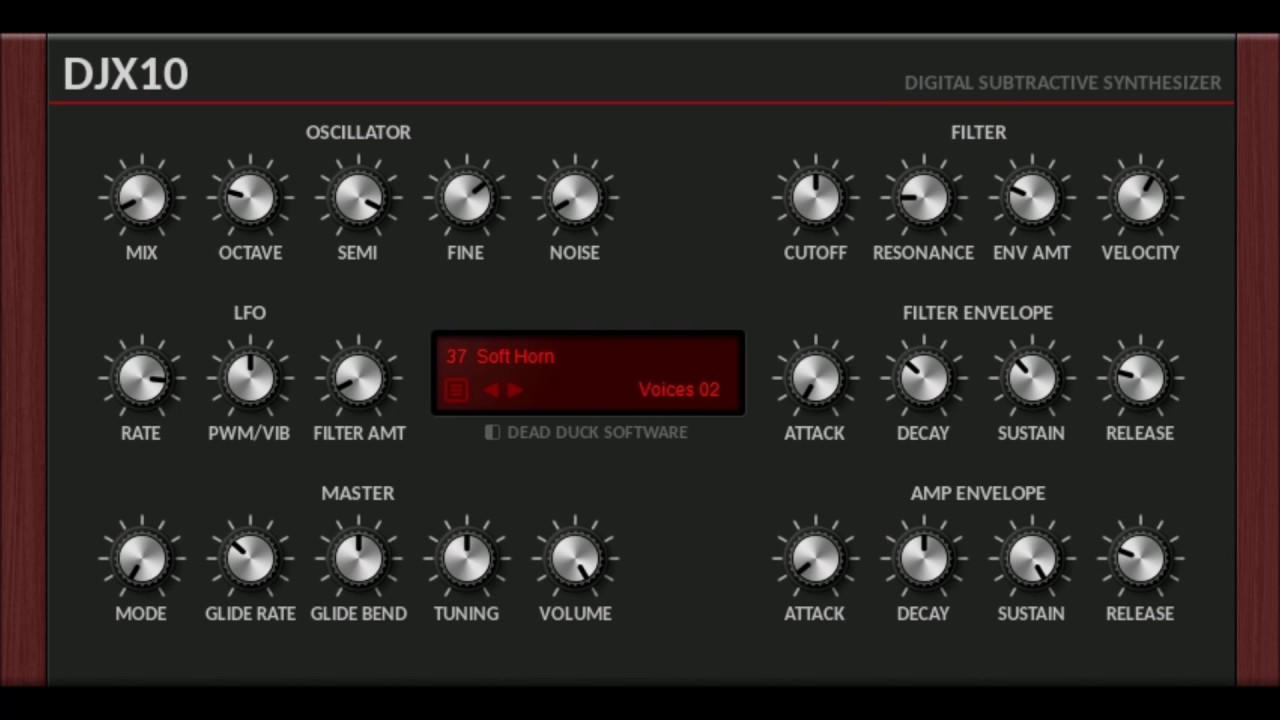 DJX10
DIGITAL SUBTRACTIVE SYNTHESIZER
OSCILLATOR
MIX OCTAVE SEMI FINE NOISE
FILTER
CUTOFF RESONANCE ENV AMT VELOCITY
LFO
RATE PWM/VIB FILTER AMT
37 Soft Horn
Voices 02
DEAD DUCK SOFTWARE
FILTER ENVELOPE
ATTACK DECAY SUSTAIN RELEASE
MASTER
MODE GLIDE RATE GLIDE BEND TUNING VOLUME
AMP ENVELOPE
ATTACK DECAY SUSTAIN RELEASE